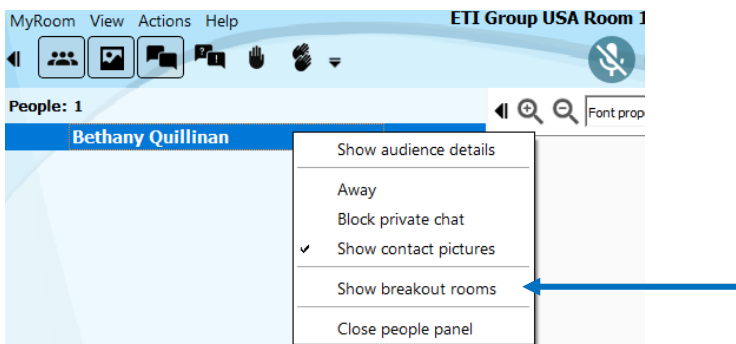 MyRoom View Actions Help
ETI Group USA Room 1
People: 1
Font prop
Bethany Quillinan
Show audience details
Away
Block private chat
Show contact pictures
Show breakout rooms
Close people panel